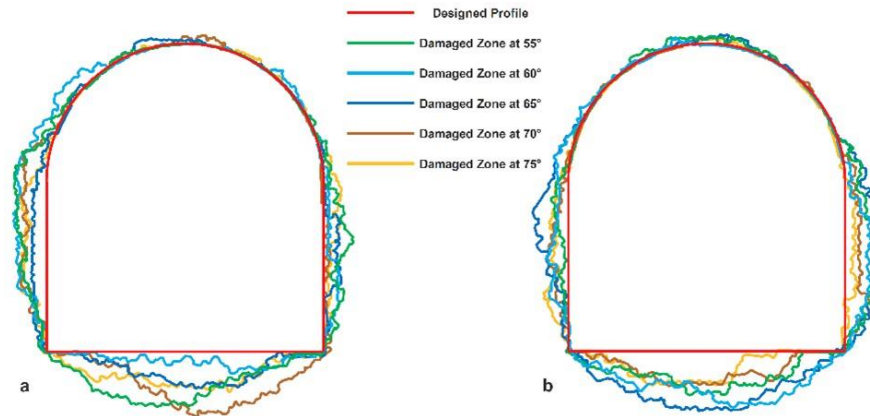 Designed Profile
Damaged Zone at 55°
Damaged Zone at 60°
Damaged Zone at 65°
Damaged Zone at 70°
Damaged Zone at 75°
a
b